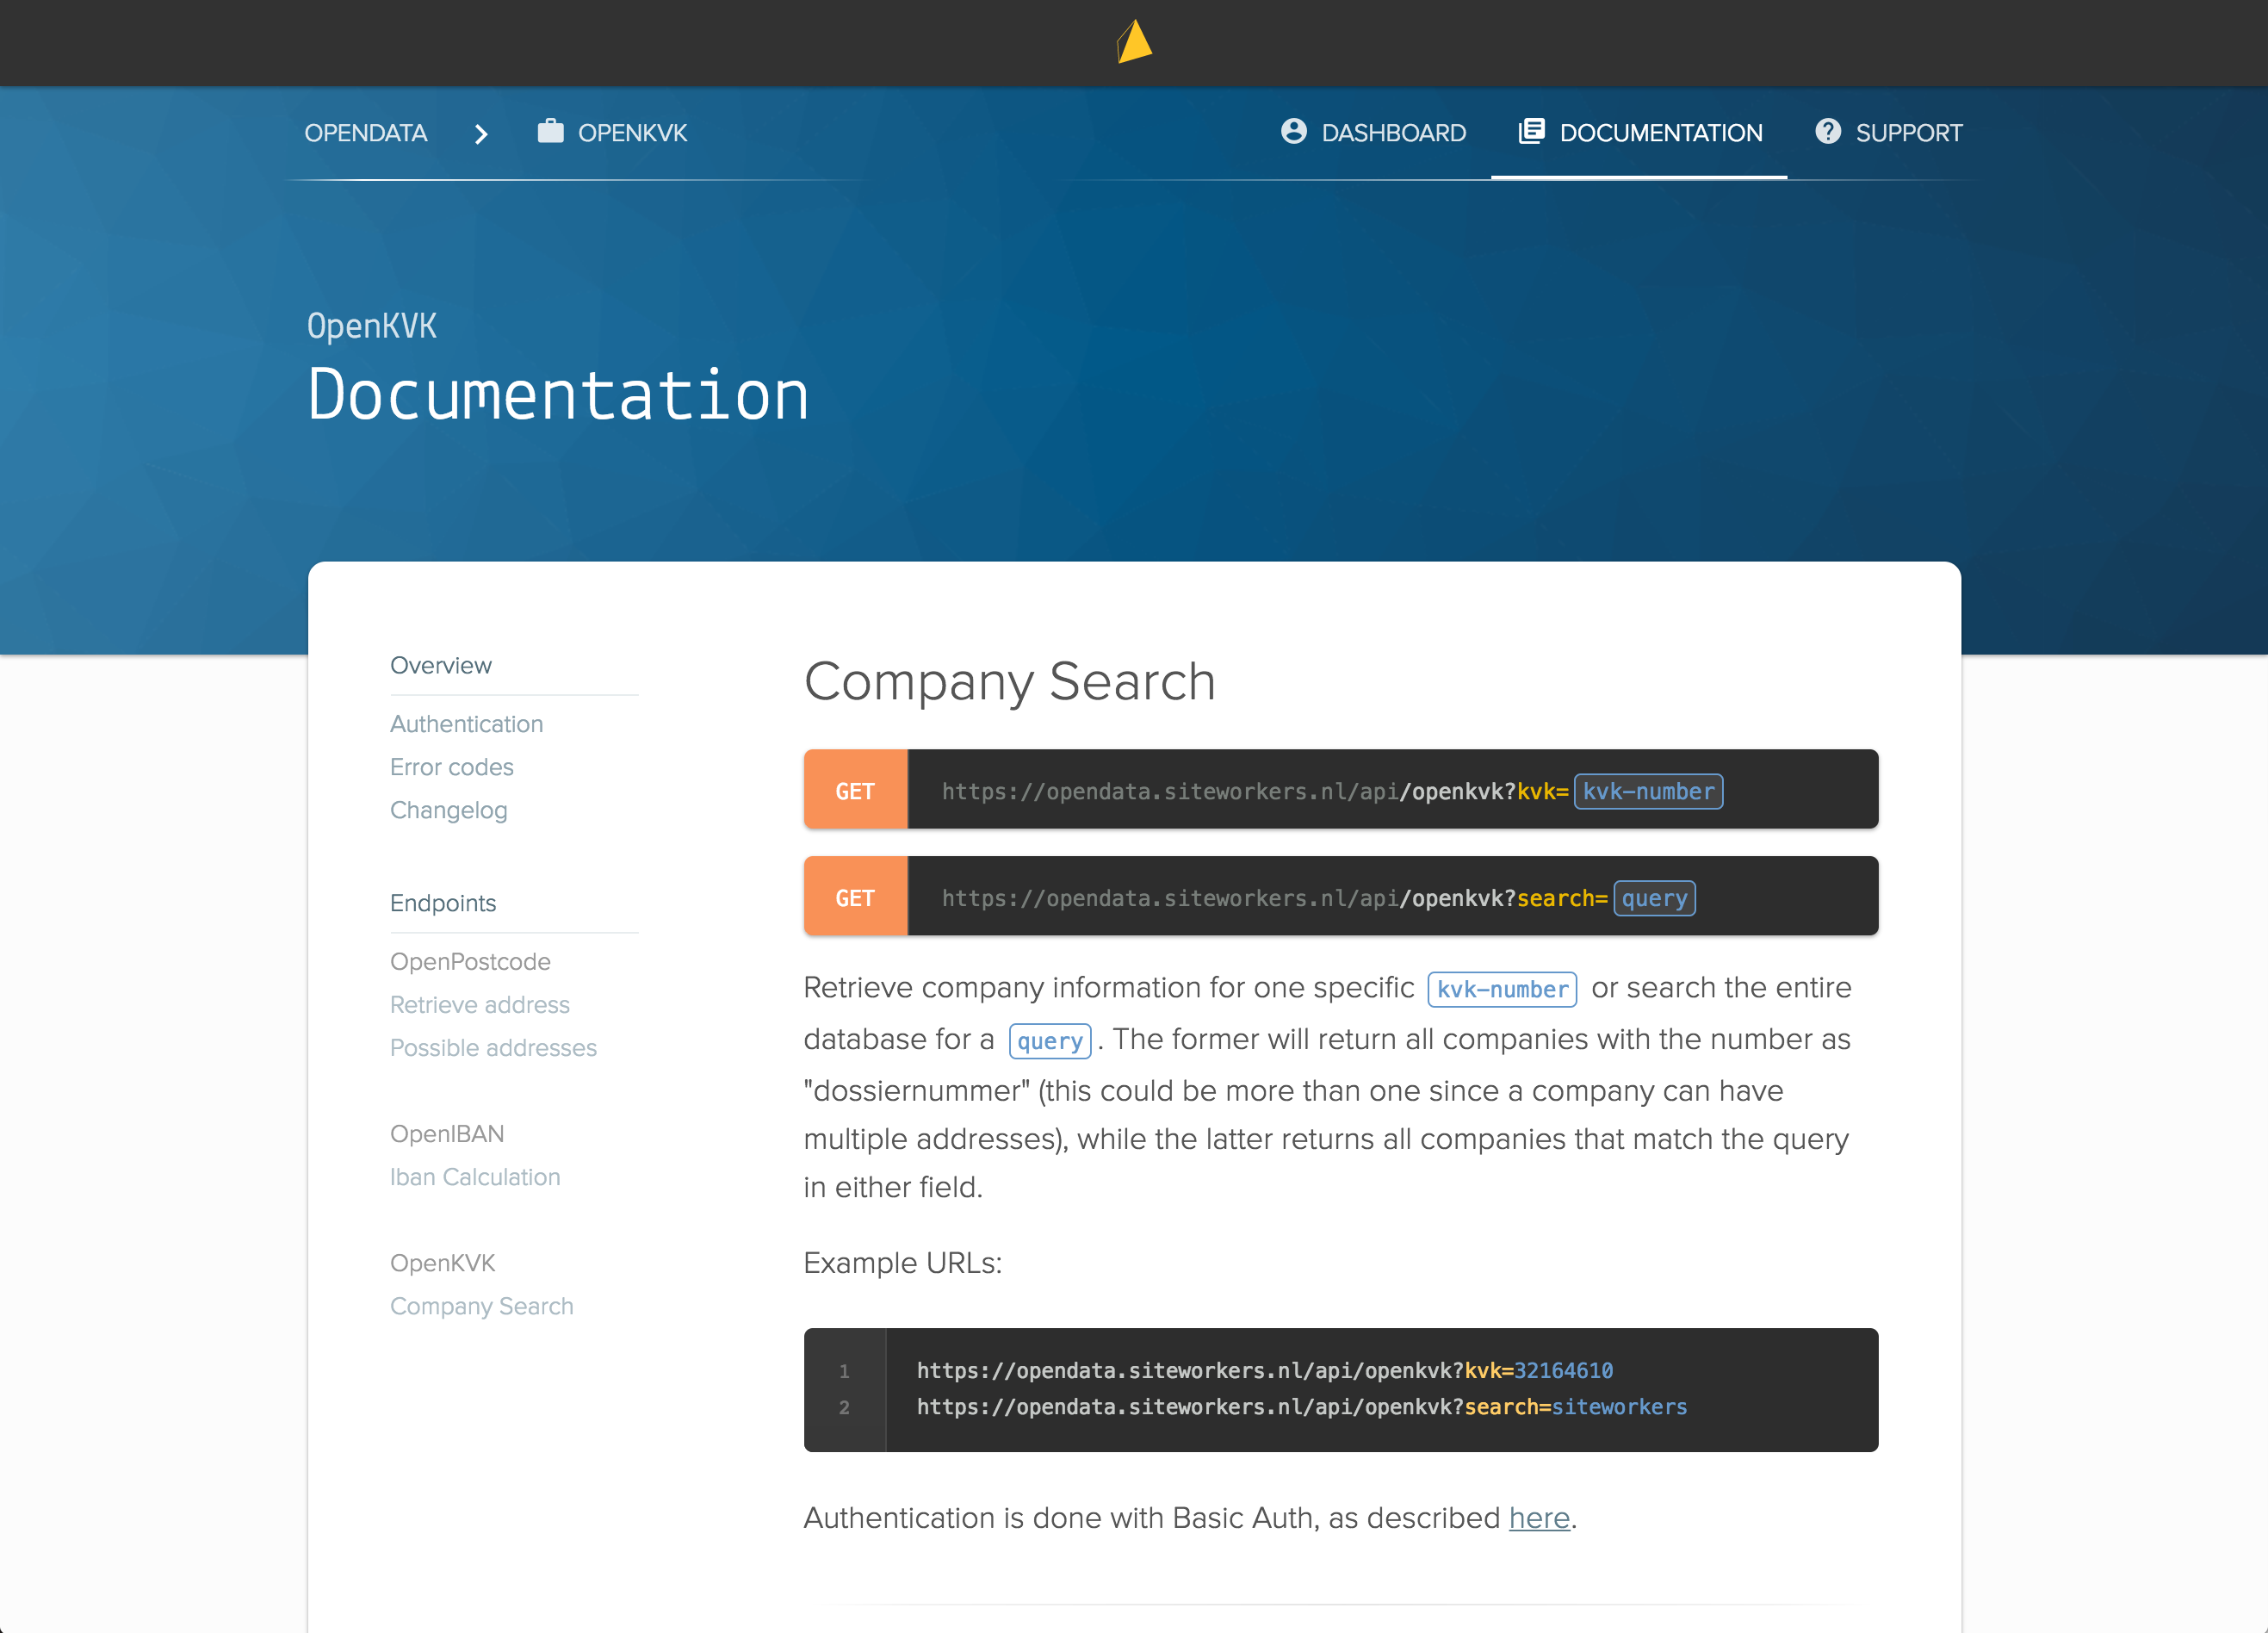 OPENDATA OPENKVK DASHBOARD DOCUMENTATION SUPPORT
OpenKVK
Documentation
Overview
Authentication
Error codes
Changelog
Endpoints
OpenPostcode
Retrieve address
Possible addresses
OpenIBAN
Iban Calculation
OpenKVK
Company Search
Company Search
GET https://opendata.siteworkers.nl/api/openkvk?kvk= kvk-number
GET https://opendata.siteworkers.nl/api/openkvk?search= query
Retrieve company information for one specific kvk-number or search the entire
database for a query . The former will return all companies with the number as
"dossiernummer" (this could be more than one since a company can have
multiple addresses), while the latter returns all companies that match the query
in either field.
Example URLs:
1 https://opendata.siteworkers.nl/api/openkvk?kvk=32164610
2 https://opendata.siteworkers.nl/api/openkvk?search=siteworkers
Authentication is done with Basic Auth, as described here.